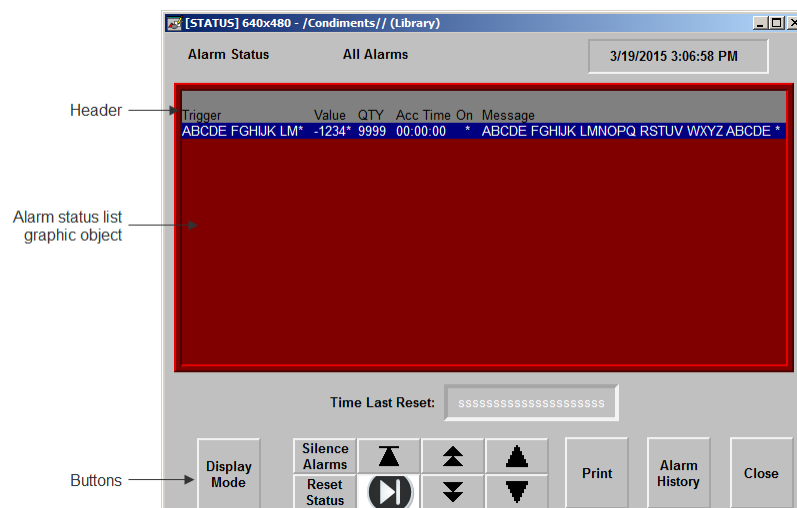 [STATUS] 640x480 - /Condiments// (Library)
Alarm Status All Alarms 3/19/2015 3:06:58 PM
Header
Trigger Value QTY Acc Time On Message
ABCDE FGHIJK LM* -1234* 9999 00:00:00 * ABCDE FGHIJK LMNOPQ RSTUV WXYZ ABCDE *
Alarm status list
graphic object
Time Last Reset: sssssssssssssssssssss
Buttons
Display
Mode
Silence
Alarms
Reset
Status
Print
Alarm
History
Close